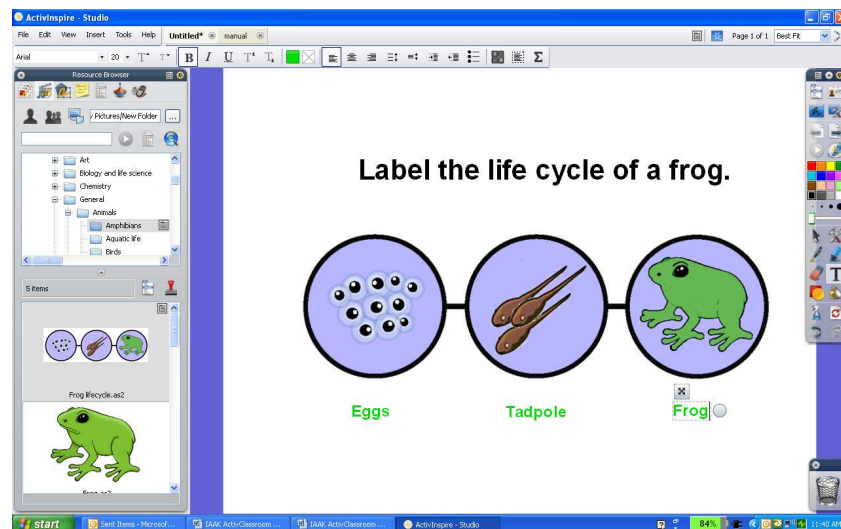 ActivInspire - Studio
File Edit View Insert Tools Help Untitled* manual Page 1 of 1 Best Fit
Arial 20 B I U T T Σ
Resource Browser
Pictures/New Folder ...
Art
Biology and life science
Chemistry
General
Animals
Amphibians
Aquatic life
Birds
5 items
Frog lifecycle.as2
Frog.as2
Label the life cycle of a frog.
Eggs Tadpole Frog
start Sent Items - Microsof... IAAK ActivClassroom ... IAAK ActivClassroom ... ActivInspire - Studio 84% 11:40 AM